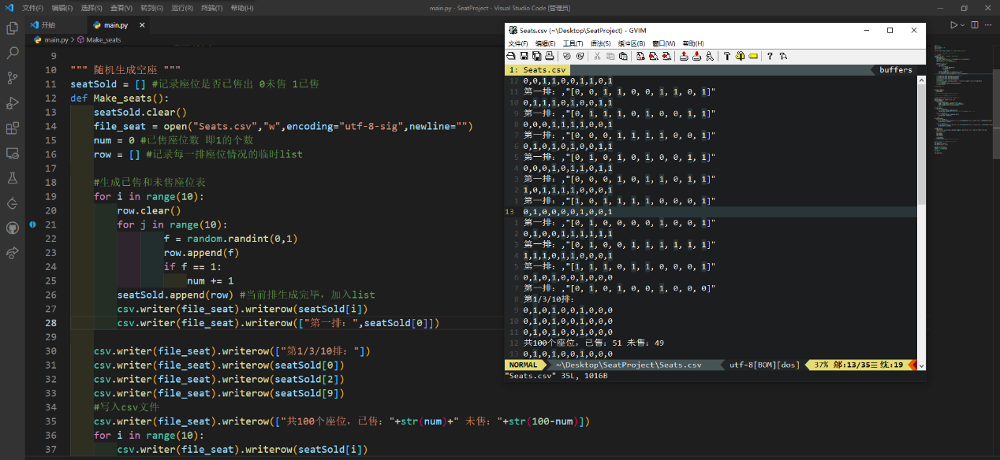 文件(F) 编辑(E) 选择(S) 查看(V) 转到(G) 运行(R) 终端(T) 帮助(H)
main.py - SeatProject - Visual Studio Code [管理员]
开始
main.py
main.py > Make_seats
9
10 """ 随机生成空座 """
11 seatSold = [] #记录座位是否已售出 0未售 1已售
12 def Make_seats():
13 seatSold.clear()
14 file_seat = open("Seats.csv","w",encoding="utf-8-sig",newline="")
15 num = 0 #已售座位数 即1的个数
16 row = [] #记录每一排座位情况的临时list
17
18 #生成已售和未售座位表
19 for i in range(10):
20 row.clear()
21 for j in range(10):
22 f = random.randint(0,1)
23 row.append(f)
24 if f == 1:
25 num += 1
26 seatSold.append(row) #当前排生成完毕，加入list
27 csv.writer(file_seat).writerow(seatSold[i])
28 csv.writer(file_seat).writerow(["第一排：",seatSold[0]])
29
30 csv.writer(file_seat).writerow(["第1/3/10排："])
31 csv.writer(file_seat).writerow(seatSold[0])
32 csv.writer(file_seat).writerow(seatSold[2])
33 csv.writer(file_seat).writerow(seatSold[9])
34 #写入csv文件
35 csv.writer(file_seat).writerow(["共100个座位，已售："+str(num)+" 未售："+str(100-num)])
36 for i in range(10):
37 csv.writer(file_seat).writerow(seatSold[i])
Seats.csv (~\Desktop\SeatProject) - GVIM
文件(F) 编辑(E) 工具(T) 语法(S) 缓冲区(B) 窗口(W) 帮助(H)
1: Seats.csv
buffers
12 0,0,1,1,0,0,1,1,0,1
11 第一排：,"[0, 0, 1, 1, 0, 0, 1, 1, 0, 1]"
10 0,1,1,1,0,1,0,0,1,1
9 第一排：,"[0, 1, 1, 1, 0, 1, 0, 0, 1, 1]"
8 0,0,0,1,1,1,1,0,0,1
7 第一排：,"[0, 0, 0, 1, 1, 1, 1, 0, 0, 1]"
6 0,1,0,1,0,1,0,0,1,1
5 第一排：,"[0, 1, 0, 1, 0, 1, 0, 0, 1, 1]"
4 0,0,0,1,0,1,1,0,1,1
3 第一排：,"[0, 0, 0, 1, 0, 1, 1, 0, 1, 1]"
2 1,0,1,1,1,1,0,0,0,1
1 第一排：,"[1, 0, 1, 1, 1, 1, 0, 0, 0, 1]"
13 0,1,0,0,0,0,1,0,0,1
1 第一排：,"[0, 1, 0, 0, 0, 0, 1, 0, 0, 1]"
2 0,1,0,0,1,1,1,1,1,1
3 第一排：,"[0, 1, 0, 0, 1, 1, 1, 1, 1, 1]"
4 1,1,1,0,1,1,0,0,0,1
5 第一排：,"[1, 1, 1, 0, 1, 1, 0, 0, 0, 1]"
6 0,1,0,1,0,0,1,0,0,0
7 第一排：,"[0, 1, 0, 1, 0, 0, 1, 0, 0, 0]"
8 第1/3/10排：
9 0,1,0,1,0,0,1,0,0,0
10 0,1,0,1,0,0,1,0,0,0
11 0,1,0,1,0,0,1,0,0,0
12 共100个座位，已售：51 未售：49
13 0,1,0,1,0,0,1,0,0,0
NORMAL ~\Desktop\SeatProject\Seats.csv utf-8[BOM][dos] 37% :13/35 :19
"Seats.csv" 35L, 1016B